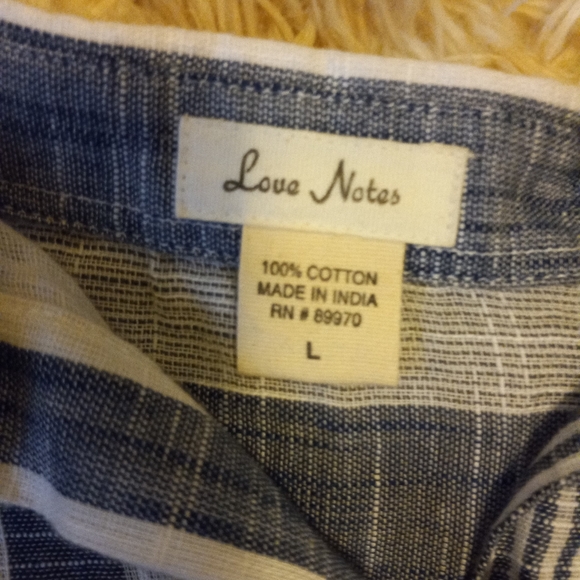 Love Notes
100% COTTON
MADE IN INDIA
RN # 89970
L